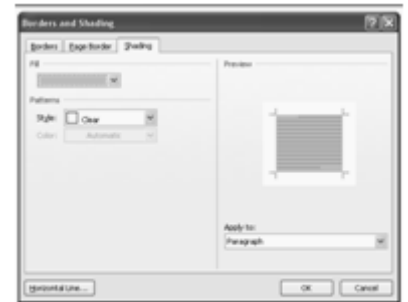 Borders and Shading
Borders
Page Border
Shading
Fill
Patterns
Style: Clear
Color: Automatic
Preview
Apply to:
Paragraph
Horizontal Line...
OK
Cancel